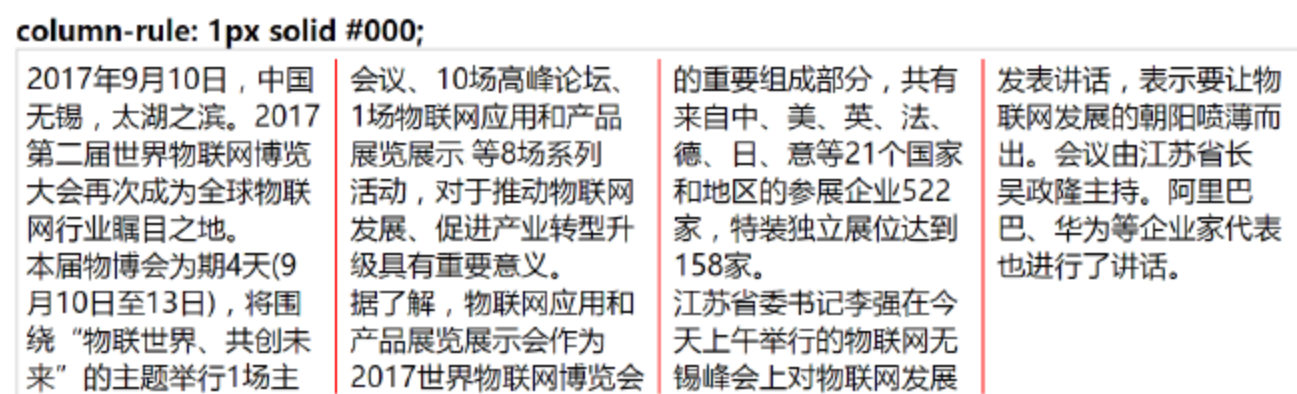 column-rule: 1px solid #000;
2017年9月10日，中国
无锡，太湖之滨。2017
第二届世界物联网博览
大会再次成为全球物联
网行业瞩目之地。
本届物博会为期4天(9
月10日至13日)，将围
绕“物联世界、共创未
来”的主题举行1场主
会议、10场高峰论坛、
1场物联网应用和产品
展览展示 等8场系列
活动，对于推动物联网
发展、促进产业转型升
级具有重要意义。
据了解，物联网应用和
产品展览展示会作为
2017世界物联网博览会
的重要组成部分，共有
来自中、美、英、法、
德、日、意等21个国家
和地区的参展企业522
家，特装独立展位达到
158家。
江苏省委书记李强在今
天上午举行的物联网无
锡峰会上对物联网发展
发表讲话，表示要让物
联网发展的朝阳喷薄而
出。会议由江苏省长
吴政隆主持。阿里巴
巴、华为等企业家代表
也进行了讲话。